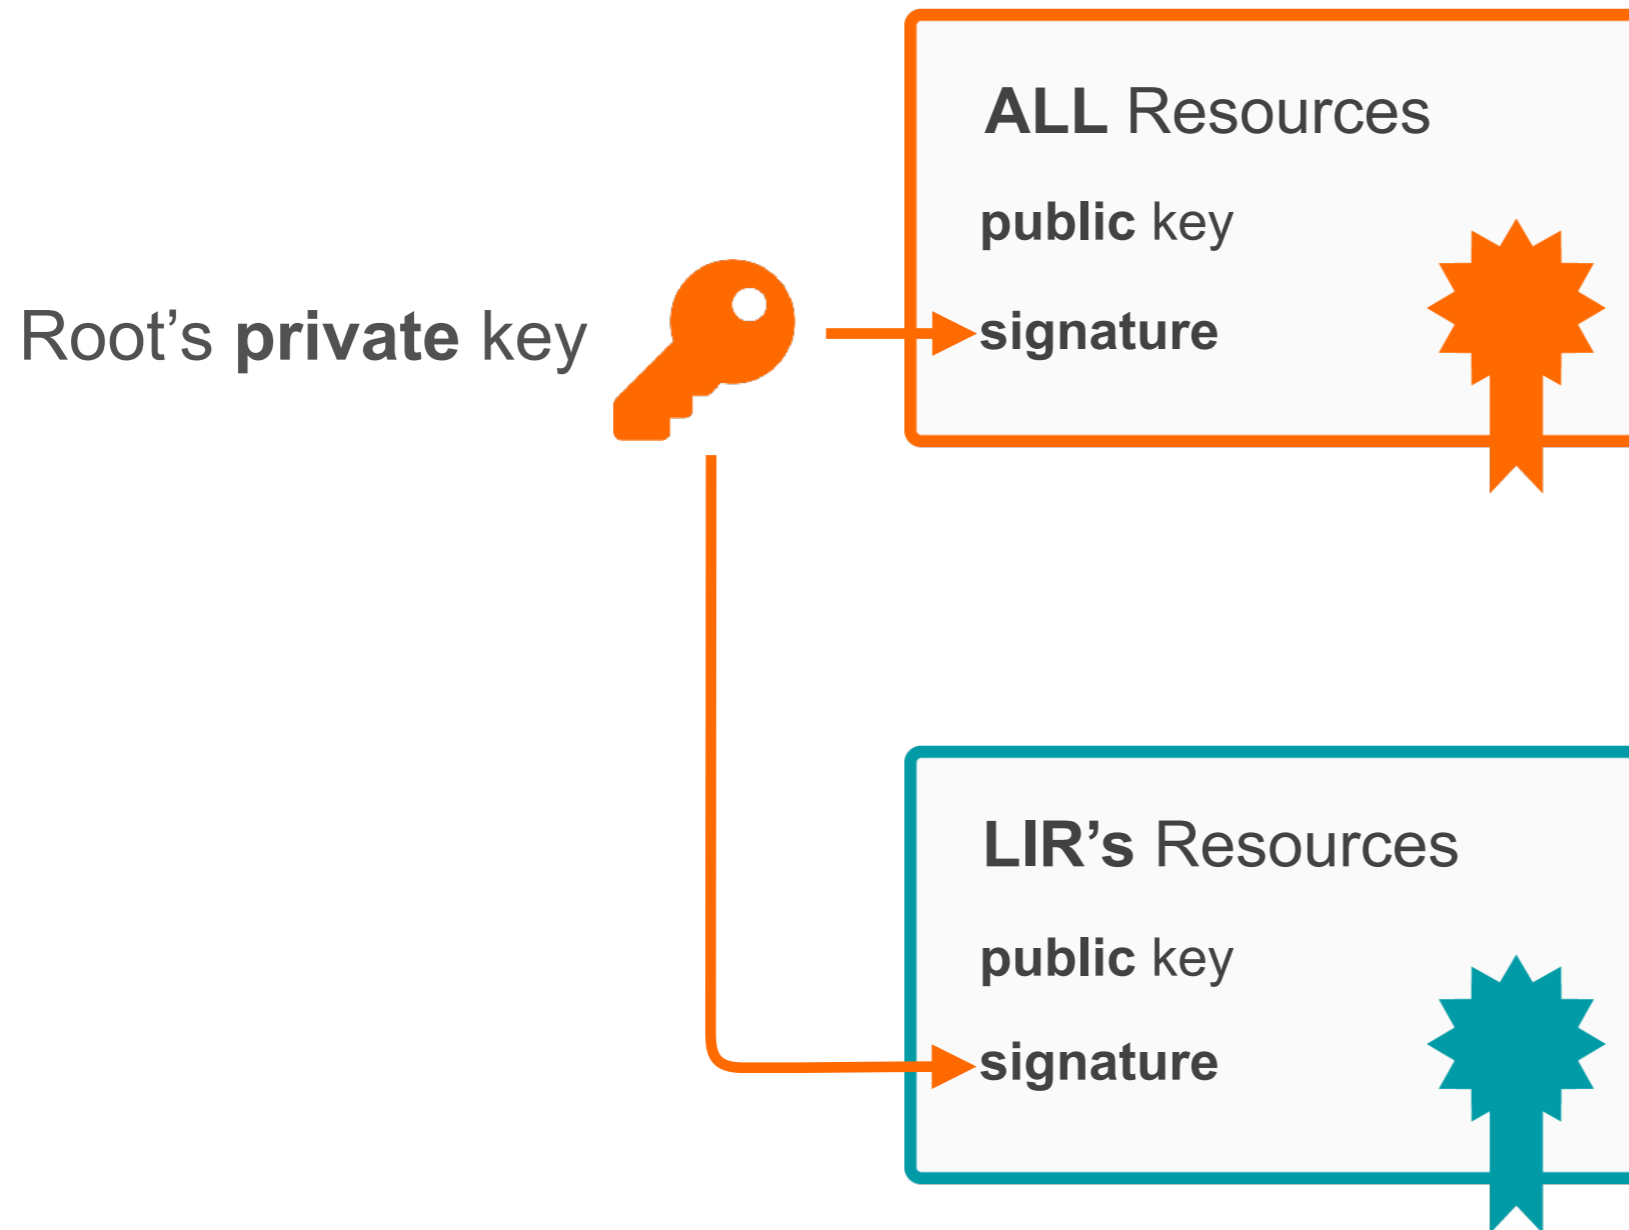 ALL Resources
public key
Root’s private key
signature
LIR’s Resources
public key
signature